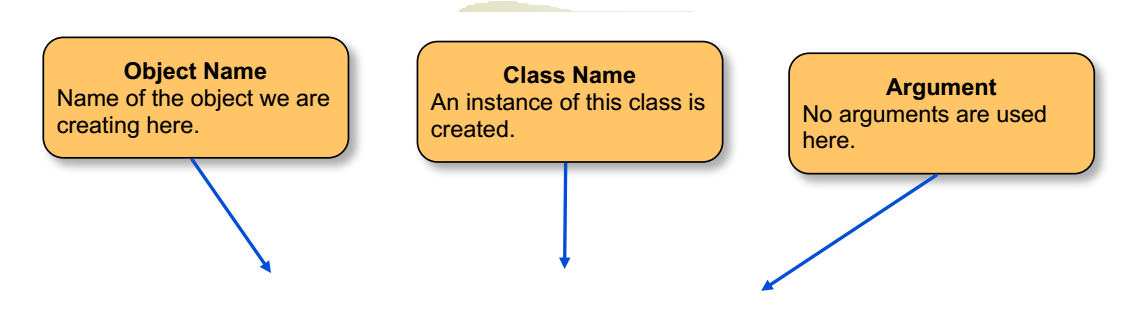 Object Name
Name of the object we are
creating here.
Class Name
An instance of this class is
created.
Argument
No arguments are used
here.